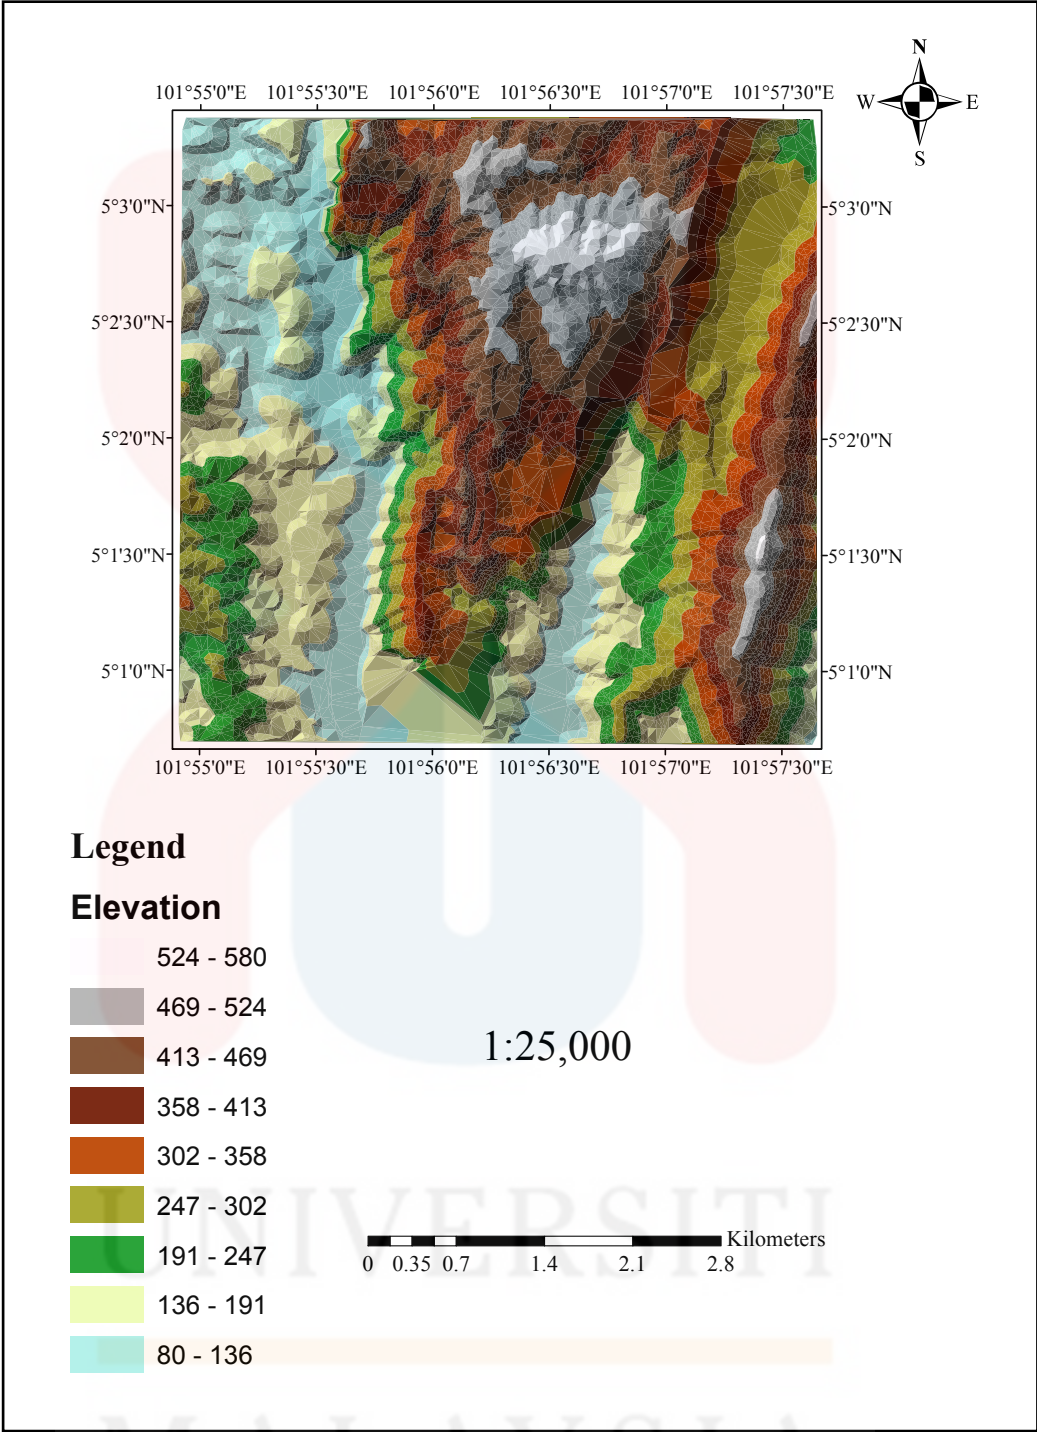 N
W E
S
101°55'0"E 101°55'30"E 101°56'0"E 101°56'30"E 101°57'0"E 101°57'30"E
5°3'0"N 5°3'0"N
5°2'30"N 5°2'30"N
5°2'0"N 5°2'0"N
5°1'30"N 5°1'30"N
5°1'0"N 5°1'0"N
101°55'0"E 101°55'30"E 101°56'0"E 101°56'30"E 101°57'0"E 101°57'30"E
Legend
Elevation
524 - 580
469 - 524
413 - 469
358 - 413
302 - 358
247 - 302
191 - 247
136 - 191
80 - 136
1:25,000
Kilometers
0 0.35 0.7 1.4 2.1 2.8
UNIVERSITI
MALAYSIA